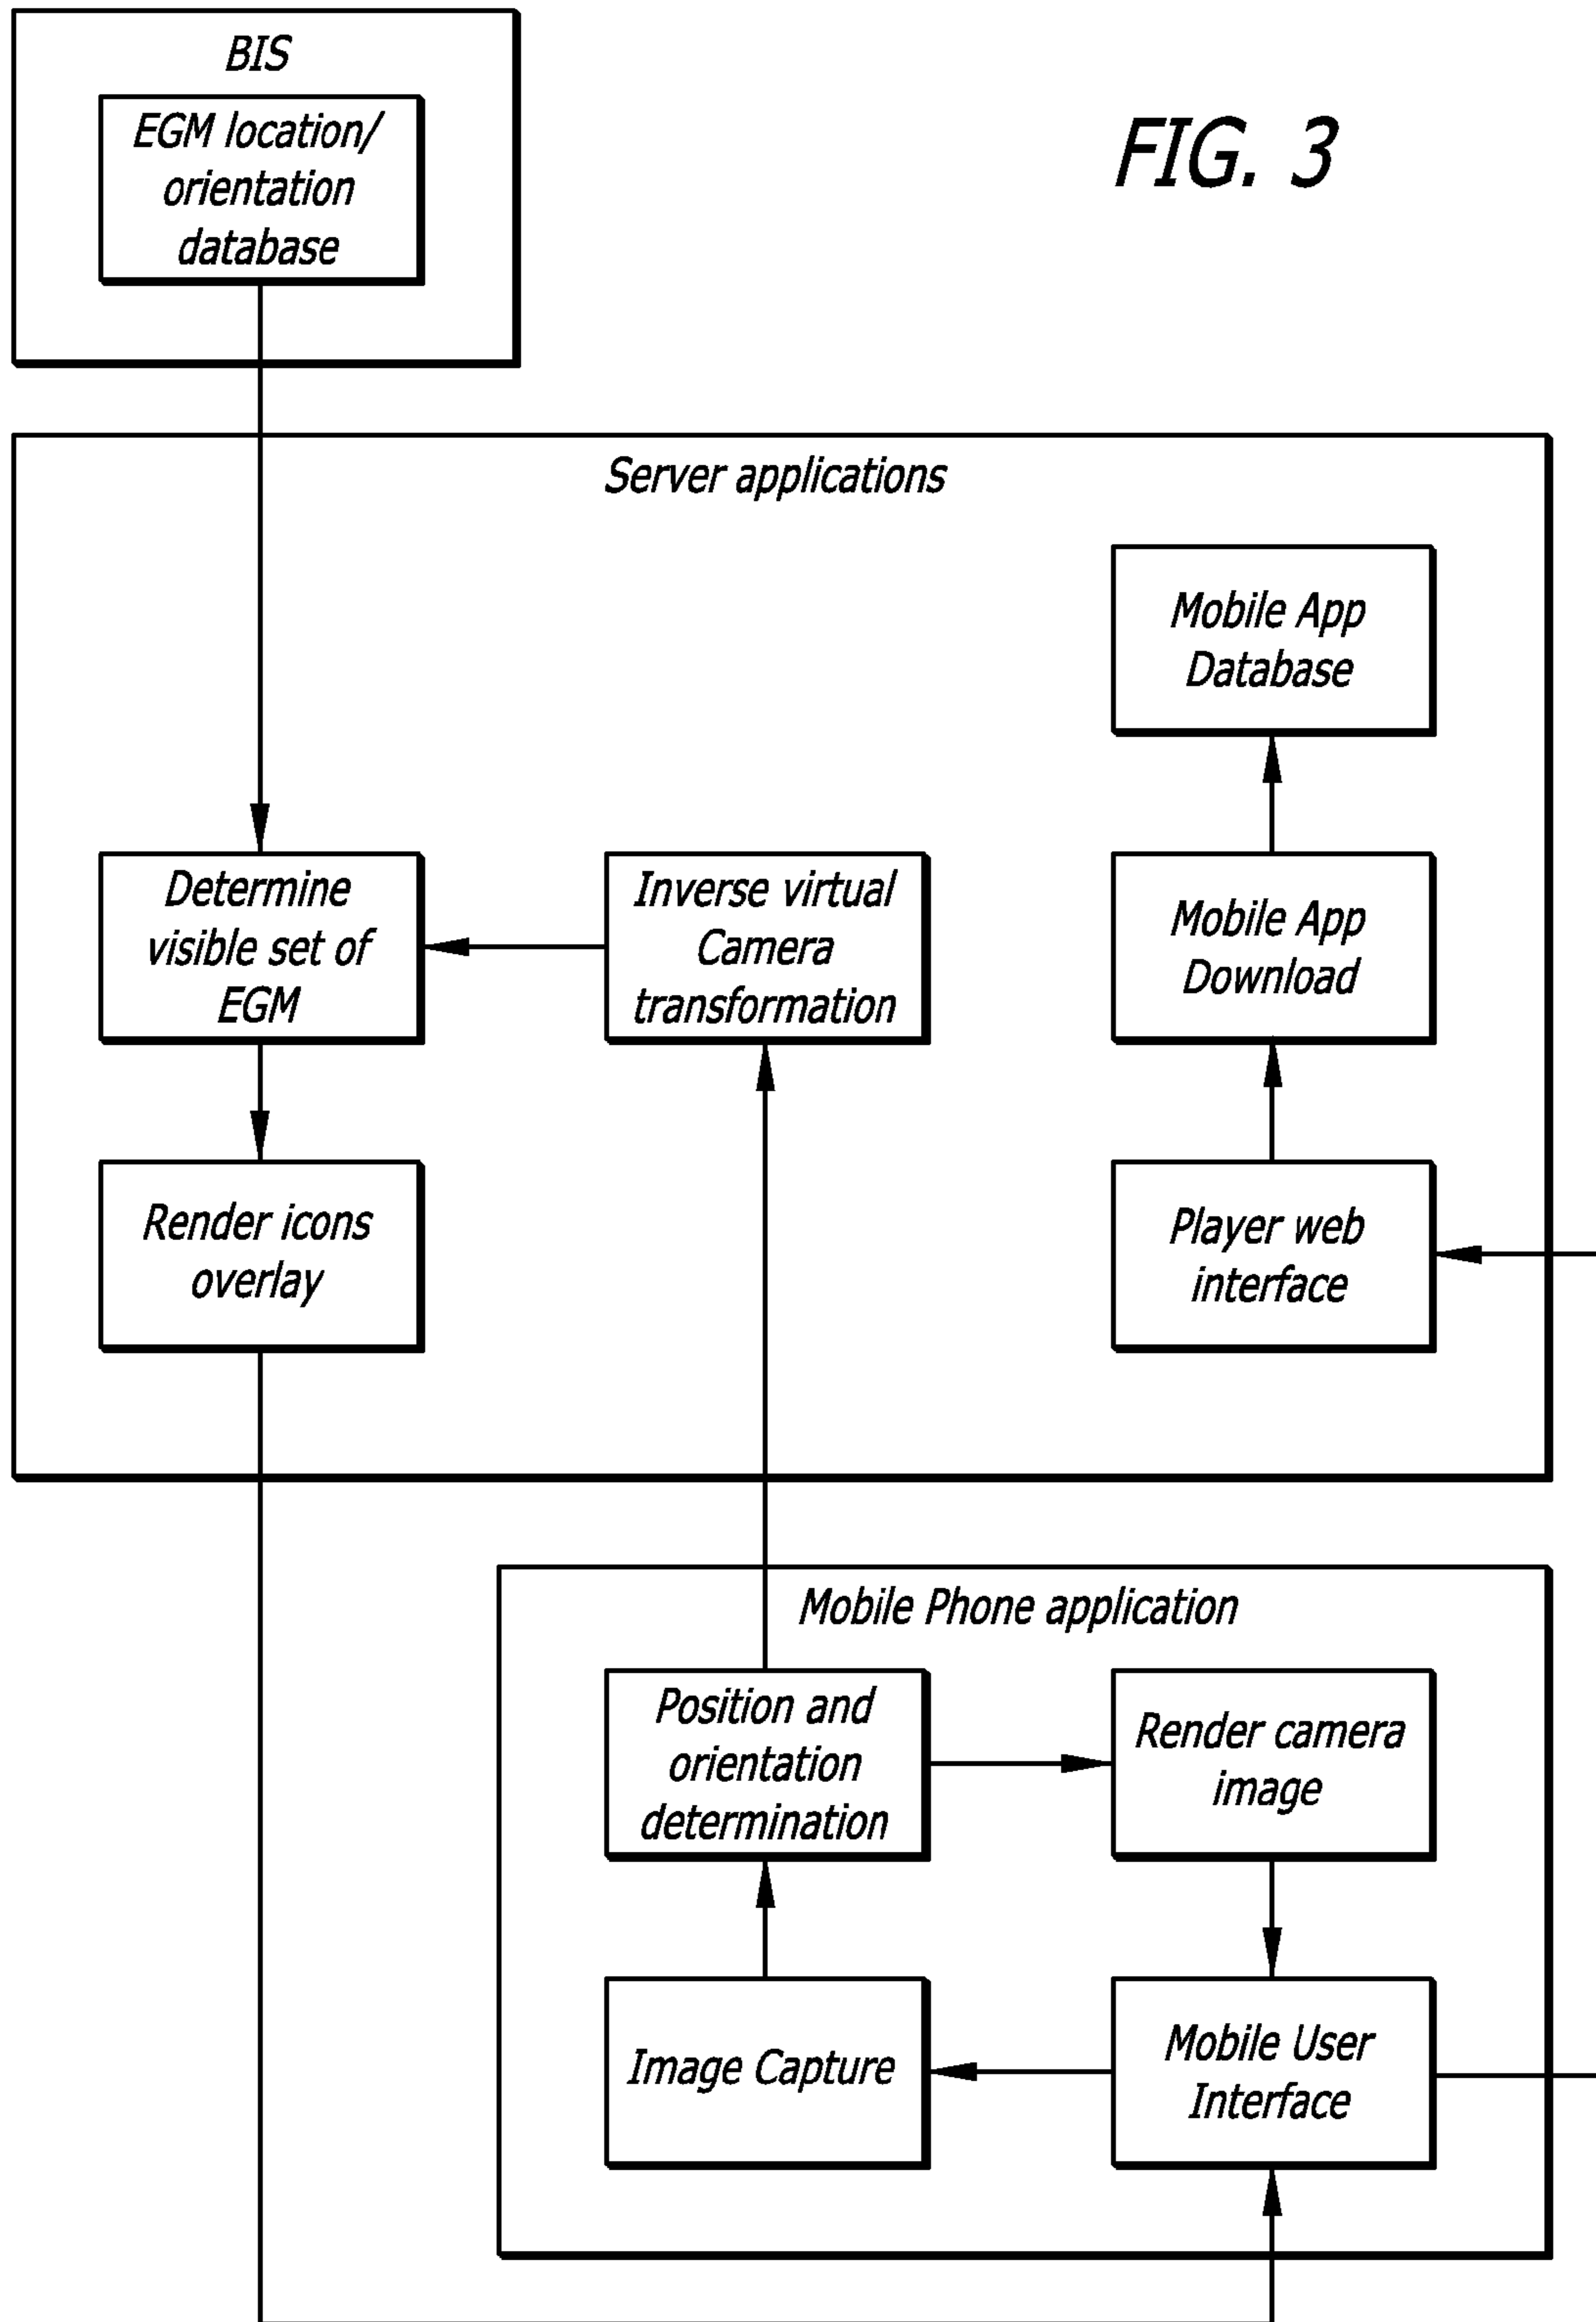 BIS
EGM location/
orientation
database
FIG. 3
Server applications
Mobile App
Database
Determine
visible set of
EGM
Inverse virtual
Camera
transformation
Mobile App
Download
Render icons
overlay
Player web
interface
Mobile Phone application
Position and
orientation
determination
Render camera
image
Image Capture
Mobile User
Interface